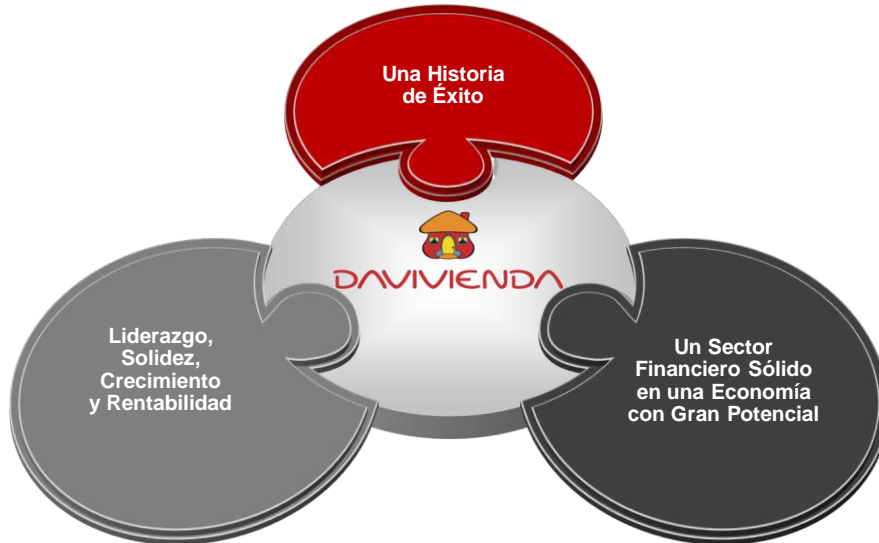 Una Historia
de Éxito
DAVIVIENDA
Liderazgo,
Solidez,
Crecimiento
y Rentabilidad
Un Sector
Financiero Sólido
en una Economía
con Gran Potencial